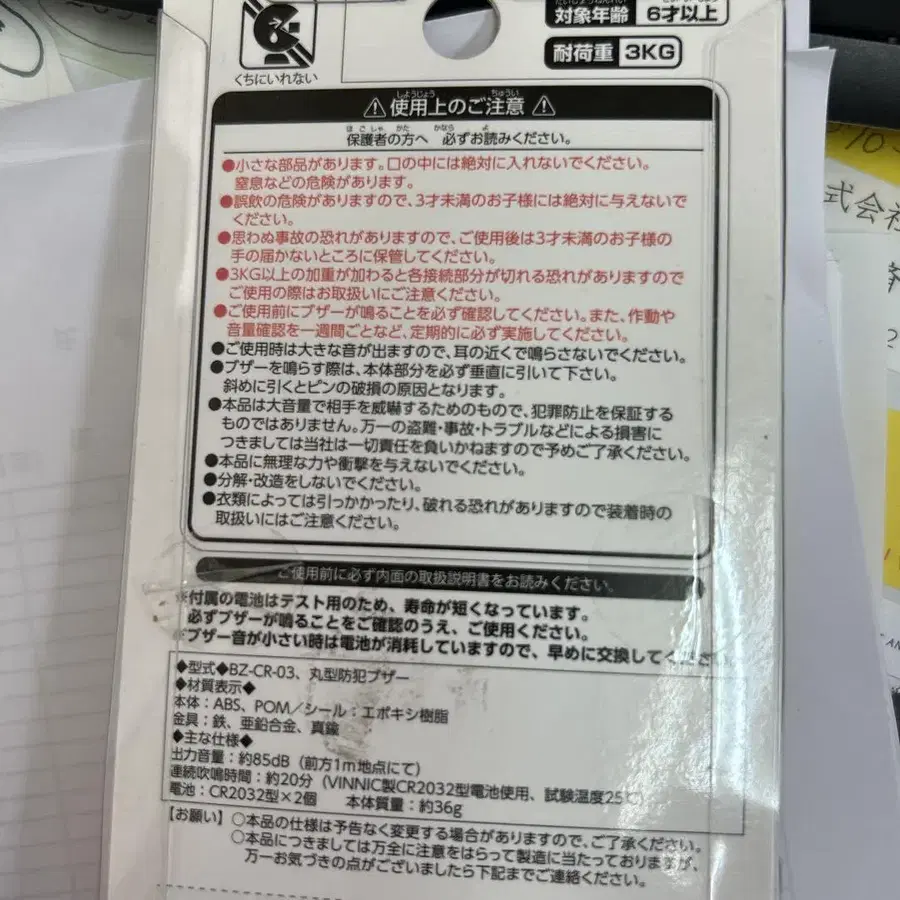 対象年齢 6才以上
耐荷重 3KG
くちにいれない
使用上のご注意
しようじょう ちゅうい
ほごしゃ かた かなら よ
保護者の方へ 必ずお読みください。
●小さな部品があります。口の中には絶対に入れないでください。
窒息などの危険があります。
●誤飲の危険がありますので、3才未満のお子様には絶対に与えないで
ください。
●思わぬ事故の恐れがありますので、ご使用後は3才未満のお子様の
手の届かないところに保管してください。
●3KG以上の加重が加わると各接続部分が切れる恐れがありますので
ご使用の際はお取扱いにご注意ください。
●ご使用前にブザーが鳴ることを必ず確認してください。また、作動や
音量確認を一週間ごとなど、定期的に必ず実施してください。
●ご使用時は大きな音が出ますので、耳の近くで鳴らさないでください。
●ブザーを鳴らす際は、本体部分を必ず垂直に引いて下さい。
斜めに引くとピンの破損の原因となります。
●本品は大音量で相手を威嚇するためのもので、犯罪防止を保証する
ものではありません。万一の盗難・事故・トラブルなどによる損害に
つきましては当社は一切責任を負いかねますので予めご了承ください。
●本品に無理な力や衝撃を与えないでください。
●分解・改造をしないでください。
●衣類によっては引っかかったり、破れる恐れがありますので装着時の
取扱いにはご注意ください。
ご使用前に必ず内面の取扱説明書をお読みください。
※付属の電池はテスト用のため、寿命が短くなっています。
必ずブザーが鳴ることをご確認のうえ、ご使用ください。
※ブザー音が小さい時は電池が消耗していますので、早めに交換してください。
◆型式◆BZ-CR-03、丸型防犯ブザー
◆材質表示◆
本体：ABS、POM／シール：エポキシ樹脂
金具：鉄、亜鉛合金、真鍮
◆主な仕様◆
出力音量：約85dB（前方1m地点にて）
連続吹鳴時間：約20分（VINNIC製CR2032型電池使用、試験温度25℃）
電池：CR2032型×2個 本体質量：約36g
【お願い】○本品の仕様は予告なく変更する場合がありますので、ご了承ください。
○本品につきましては万全に注意をはらって製造に当たっておりますが、
万一お気づきの点がございましたら下記までご連絡ください。
式会社